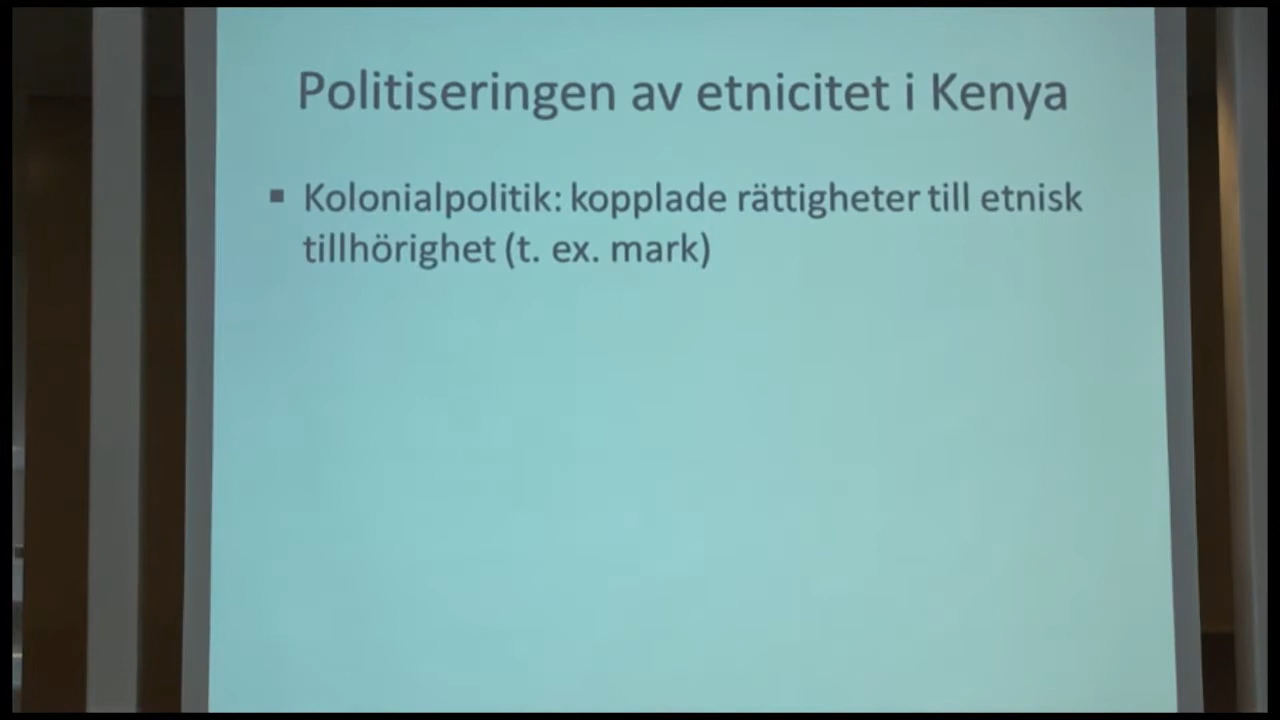 Politiseringen av etnicitet i Kenya
▪ Kolonialpolitik: kopplade rättigheter till etnisk
tillhörighet (t. ex. mark)